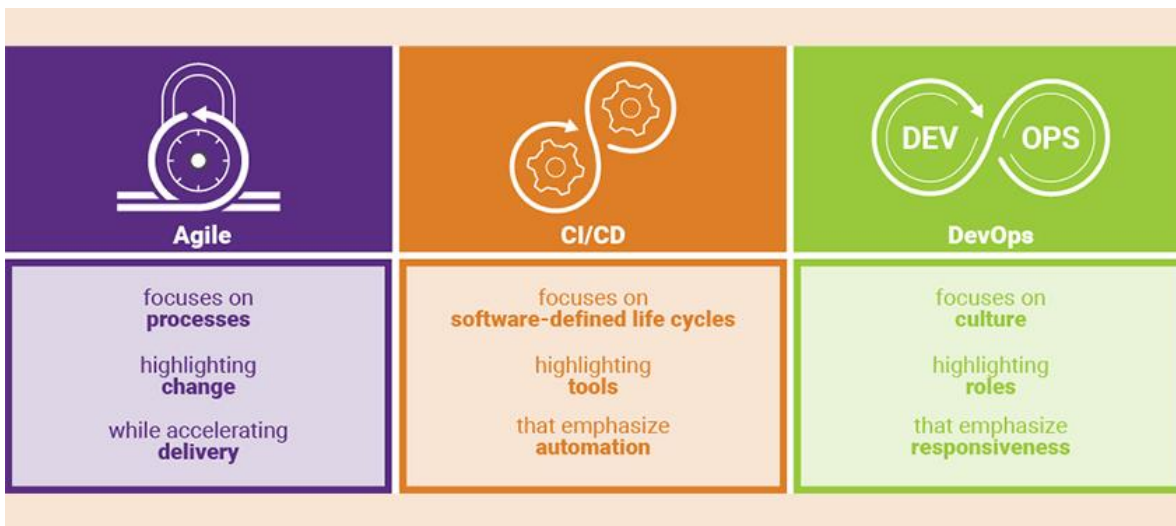 Agile
focuses on
processes
highlighting
change
while accelerating
delivery
CI/CD
focuses on
software-defined life cycles
highlighting
tools
that emphasize
automation
DEV OPS
DevOps
focuses on
culture
highlighting
roles
that emphasize
responsiveness